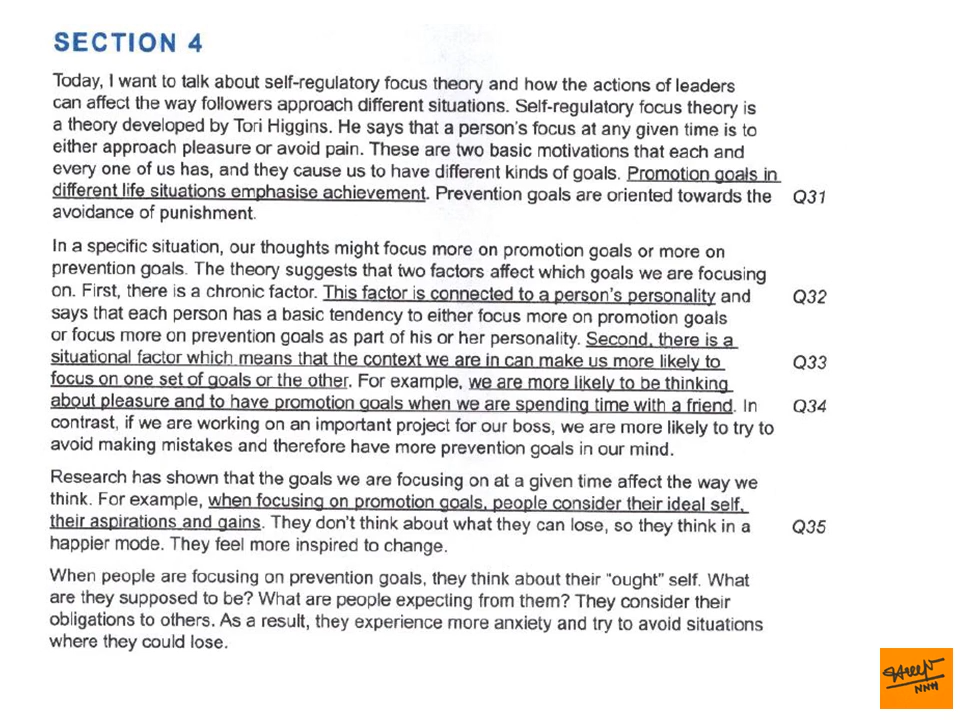 SECTION 4
Today, I want to talk about self-regulatory focus theory and how the actions of leaders
can affect the way followers approach different situations. Self-regulatory focus theory is
a theory developed by Tori Higgins. He says that a person's focus at any given time is to
either approach pleasure or avoid pain. These are two basic motivations that each and
every one of us has, and they cause us to have different kinds of goals. Promotion goals in
different life situations emphasise achievement. Prevention goals are oriented towards the Q31
avoidance of punishment.
In a specific situation, our thoughts might focus more on promotion goals or more on
prevention goals. The theory suggests that two factors affect which goals we are focusing
on. First, there is a chronic factor. This factor is connected to a person's personality and Q32
says that each person has a basic tendency to either focus more on promotion goals
or focus more on prevention goals as part of his or her personality. Second, there is a
situational factor which means that the context we are in can make us more likely to Q33
focus on one set of goals or the other. For example, we are more likely to be thinking
about pleasure and to have promotion goals when we are spending time with a friend. In Q34
contrast, if we are working on an important project for our boss, we are more likely to try to
avoid making mistakes and therefore have more prevention goals in our mind.
Research has shown that the goals we are focusing on at a given time affect the way we
think. For example, when focusing on promotion goals, people consider their ideal self,
their aspirations and gains. They don't think about what they can lose, so they think in a Q35
happier mode. They feel more inspired to change.
When people are focusing on prevention goals, they think about their "ought" self. What
are they supposed to be? What are people expecting from them? They consider their
obligations to others. As a result, they experience more anxiety and try to avoid situations
where they could lose.
NNH